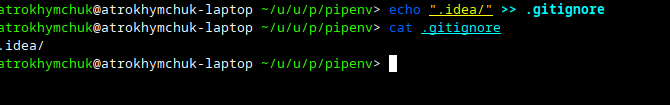 atrokhymchuk@atrokhymchuk-laptop ~/u/u/p/pipenv> echo ".idea/" >> .gitignore
atrokhymchuk@atrokhymchuk-laptop ~/u/u/p/pipenv> cat .gitignore
.idea/
atrokhymchuk@atrokhymchuk-laptop ~/u/u/p/pipenv>